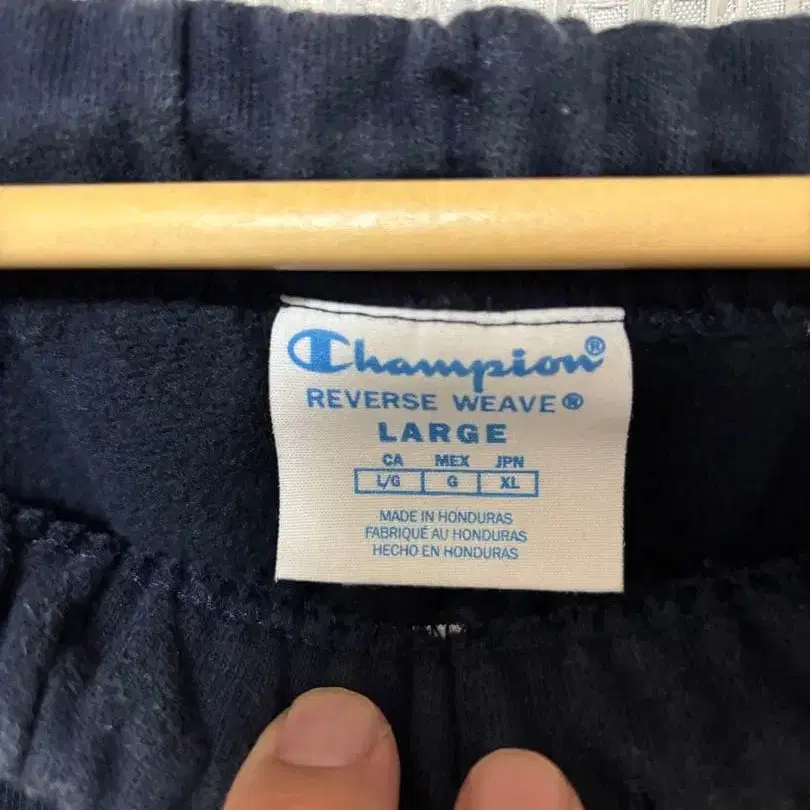 Champion®
REVERSE WEAVE®
LARGE
CA MEX JPN
L/G G XL
MADE IN HONDURAS
FABRIQUÉ AU HONDURAS
HECHO EN HONDURAS